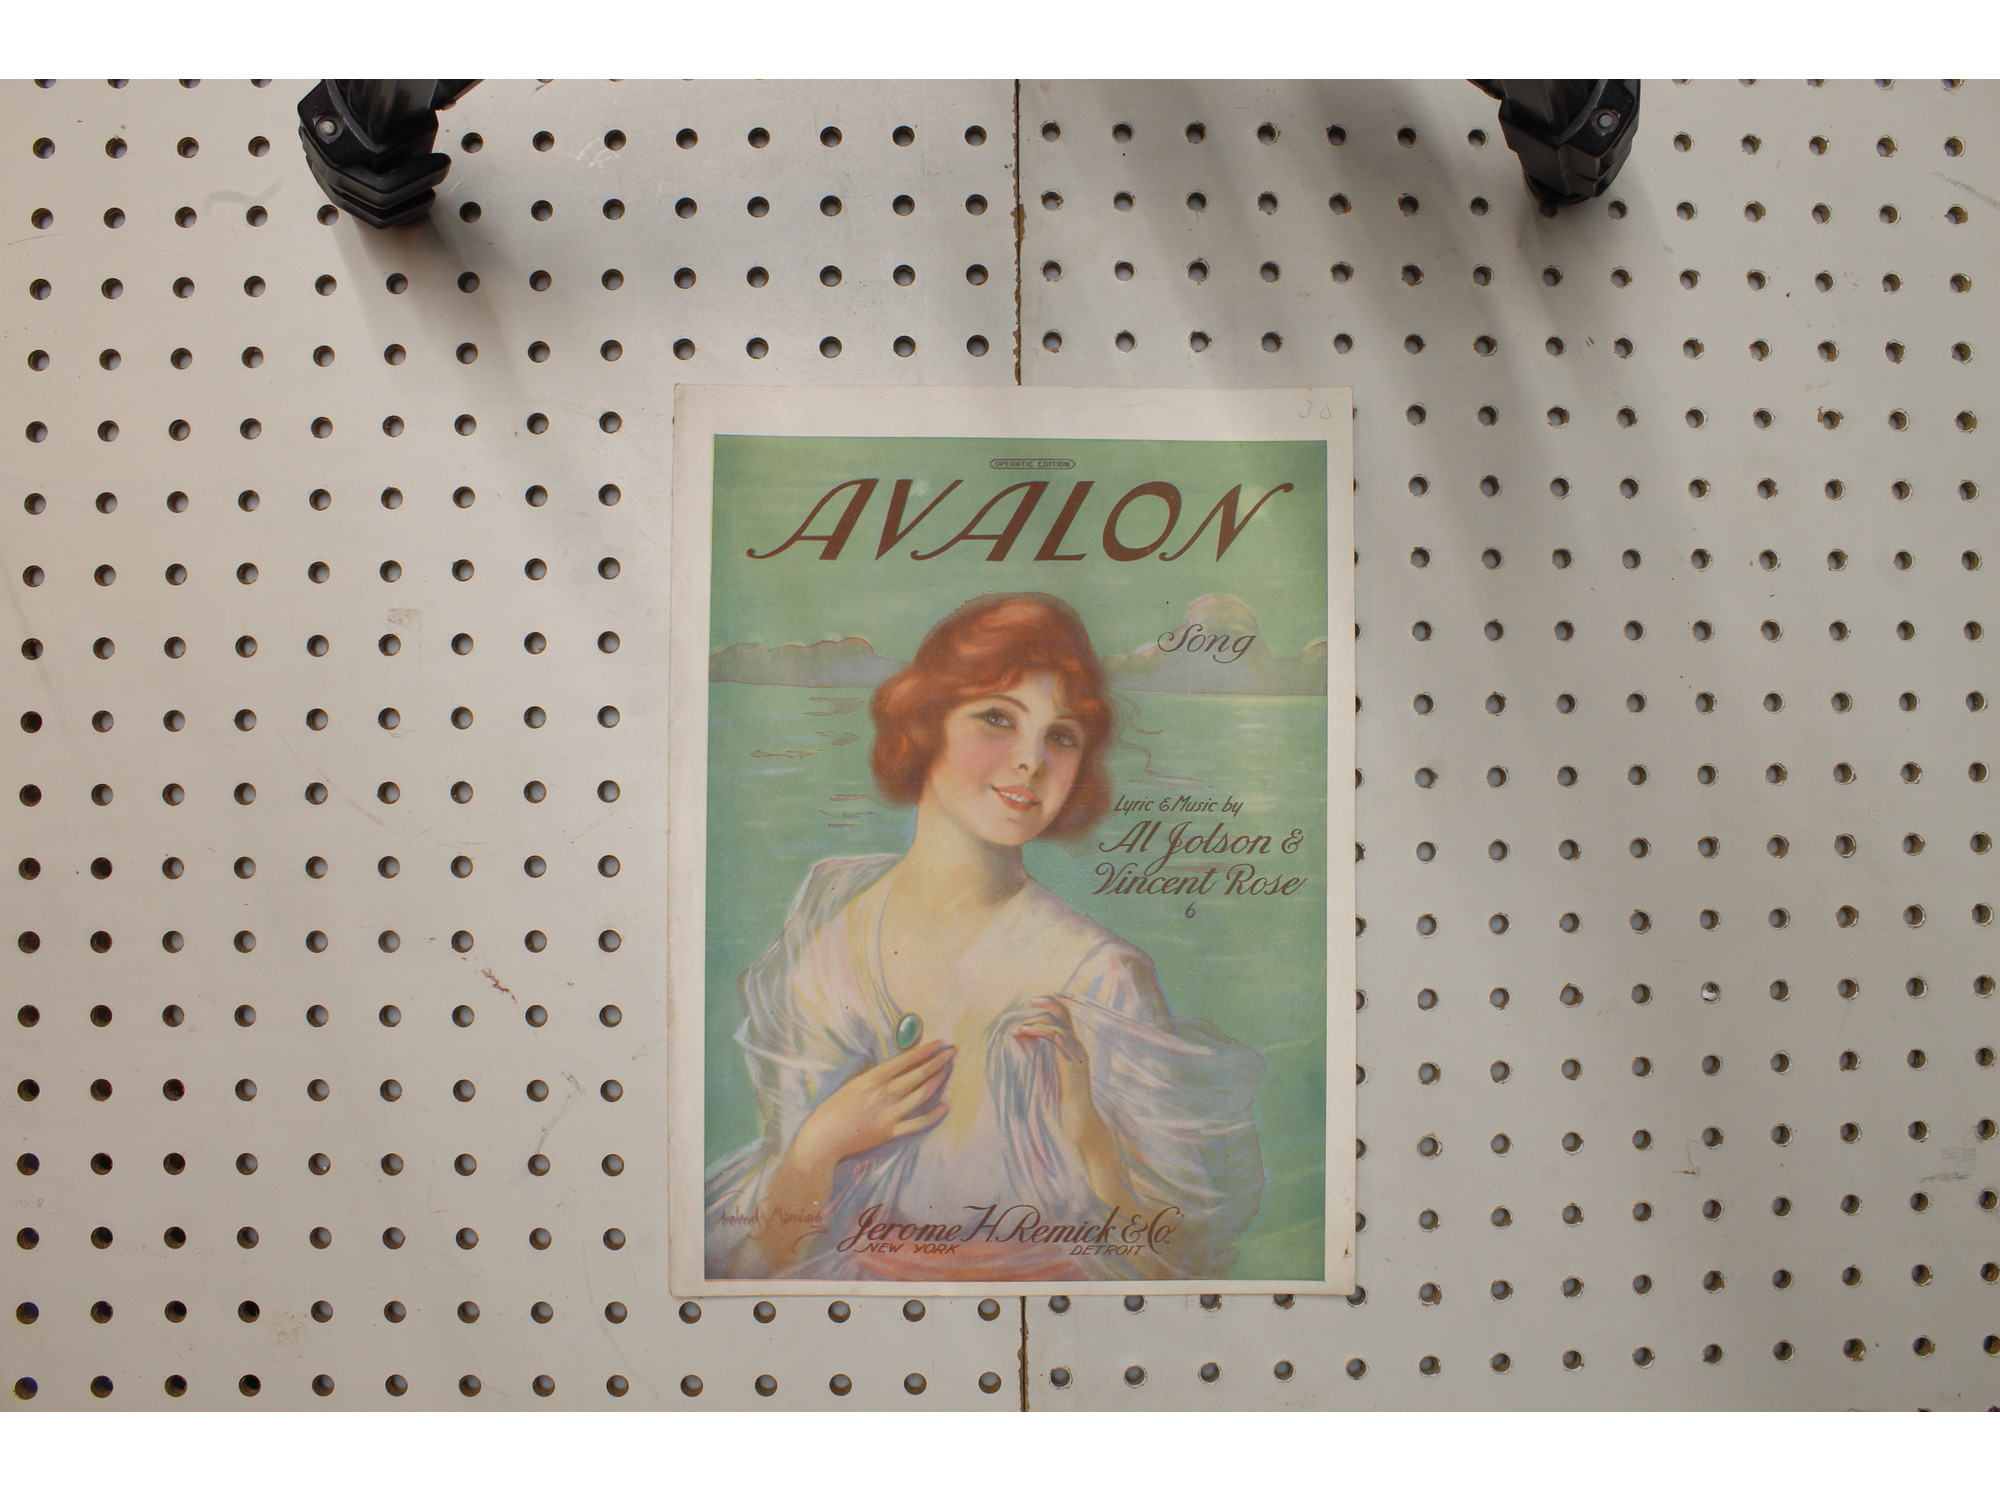 30
OPERATIC EDITION
AVALON
Song
Lyric & Music by
Al Jolson &
Vincent Rose
6
Jerome H. Remick & Co.
NEW YORK DETROIT